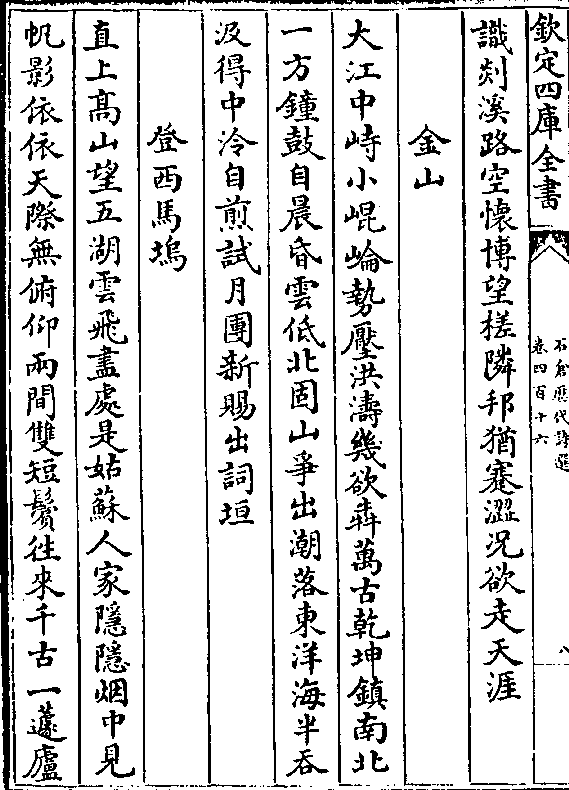 欽定四庫全書
石倉歷代詩選
卷四百十六
八
識剡溪路空懷博望槎隣邦猶蹇澀况欲走天涯
金山
大江中峙小崐崘勢壓洪濤幾欲犇萬古乾坤鎮南北
一方鐘鼓自晨昏雲低北固山爭出潮落東洋海半吞
汲得中泠自煎試月團新賜出詞垣
登西馬塢
直上髙山望五湖雲飛盡處是姑蘇人家隱隱烟中見
帆影依依天際無俯仰兩間雙短鬢徃來千古一蘧廬